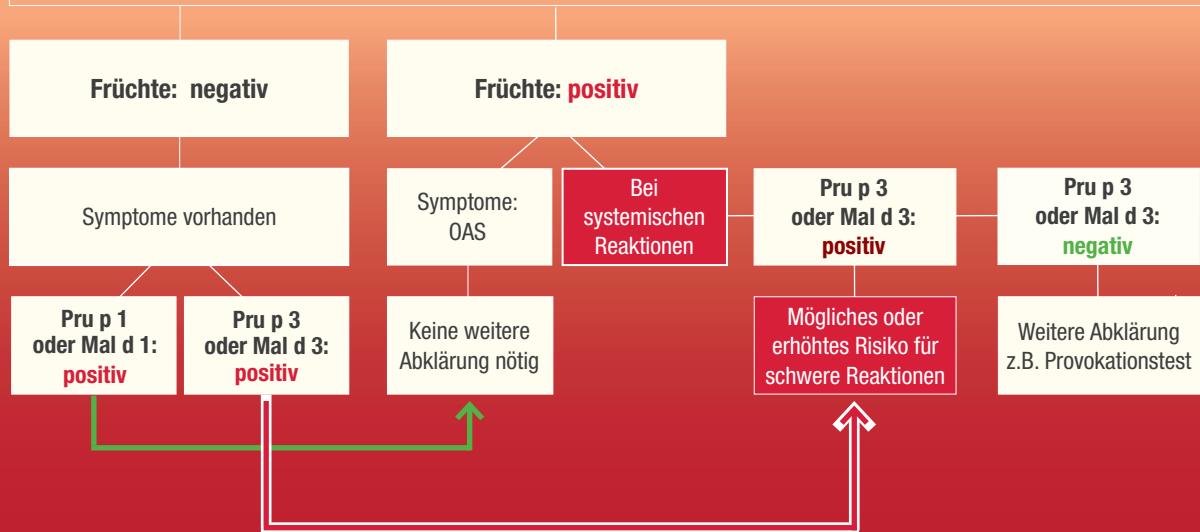 Früchte: negativ
Früchte: positiv
Symptome vorhanden
Symptome:
OAS
Bei
systemischen
Reaktionen
Pru p 3
oder Mal d 3:
positiv
Pru p 3
oder Mal d 3:
negativ
Pru p 1
oder Mal d 1:
positiv
Pru p 3
oder Mal d 3:
positiv
Keine weitere
Abklärung nötig
Mögliches oder
erhöhtes Risiko für
schwere Reaktionen
Weitere Abklärung
z.B. Provokationstest